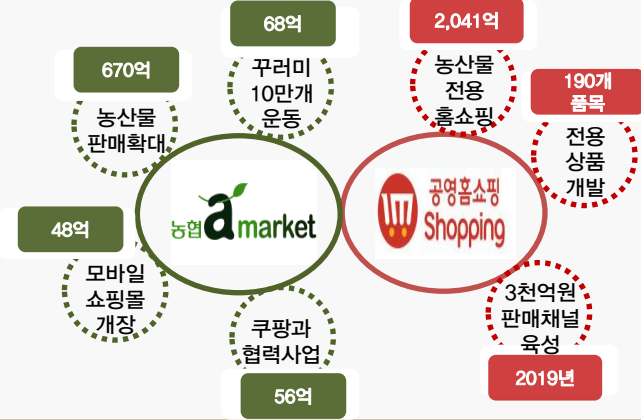 68억
꾸러미
10만개
운동
670억
농산물
판매확대
48억
모바일
쇼핑몰
개장
쿠팡과
협력사업
56억
농협 a market
2,041억
농산물
전용
홈쇼핑
190개
품목
전용
상품
개발
공영홈쇼핑
Shopping
3천억원
판매채널
육성
2019년